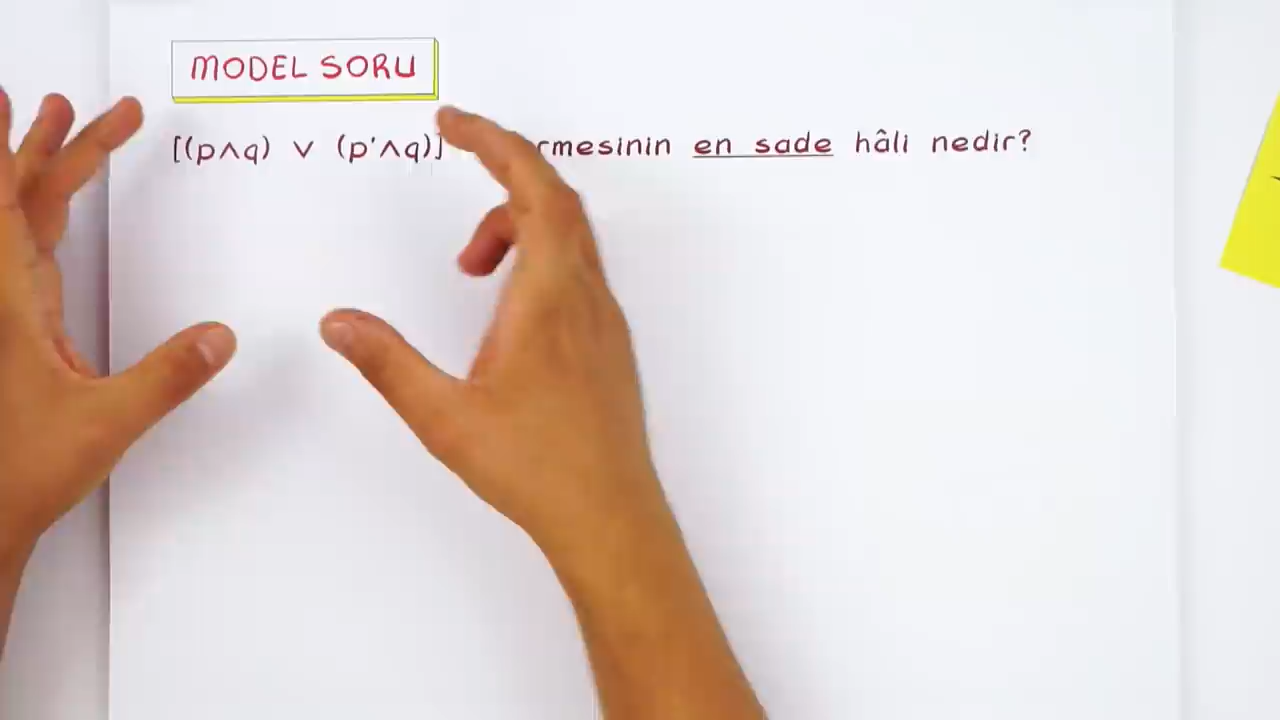 MODEL SORU
[(p∧q) ∨ (p'∧q)] rmesinin en sade hâli nedir?